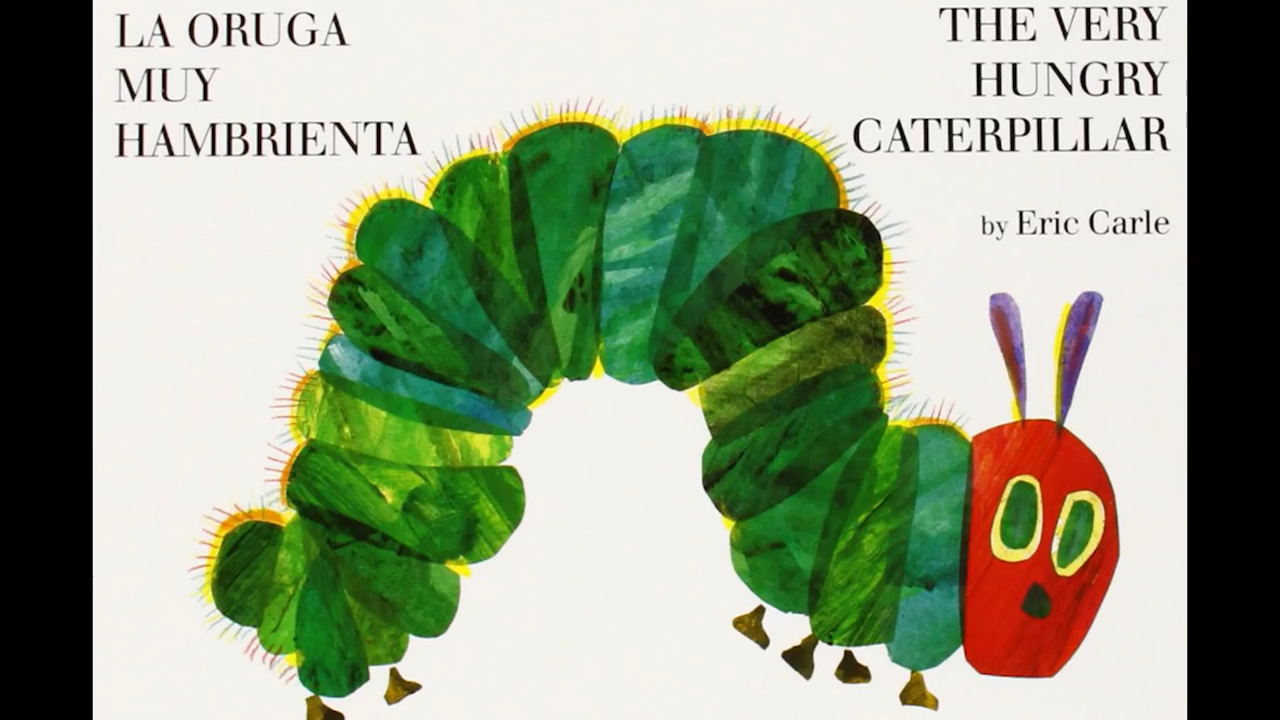 LA ORUGA
MUY
HAMBRIENTA
THE VERY
HUNGRY
CATERPILLAR
by Eric Carle